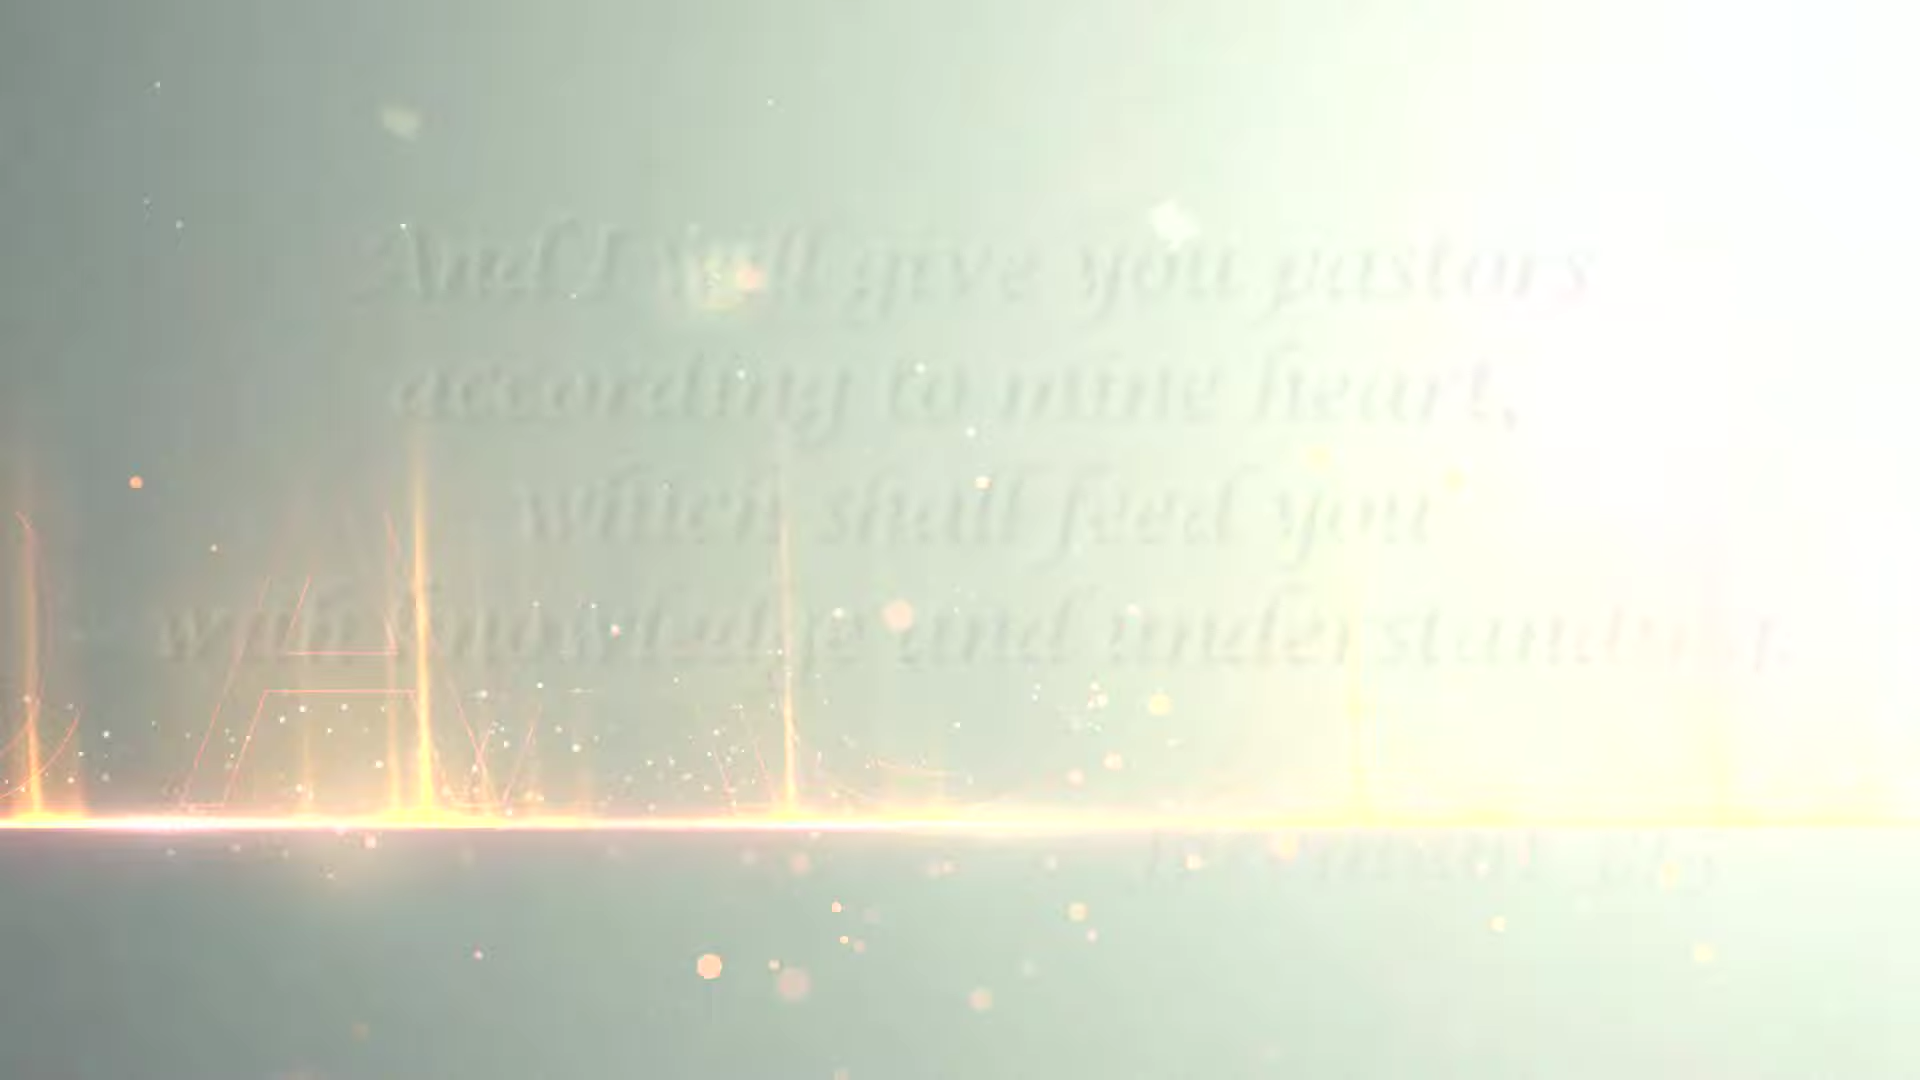 And I will give you pastors
according to mine heart,
which shall feed you
with knowledge and understanding.